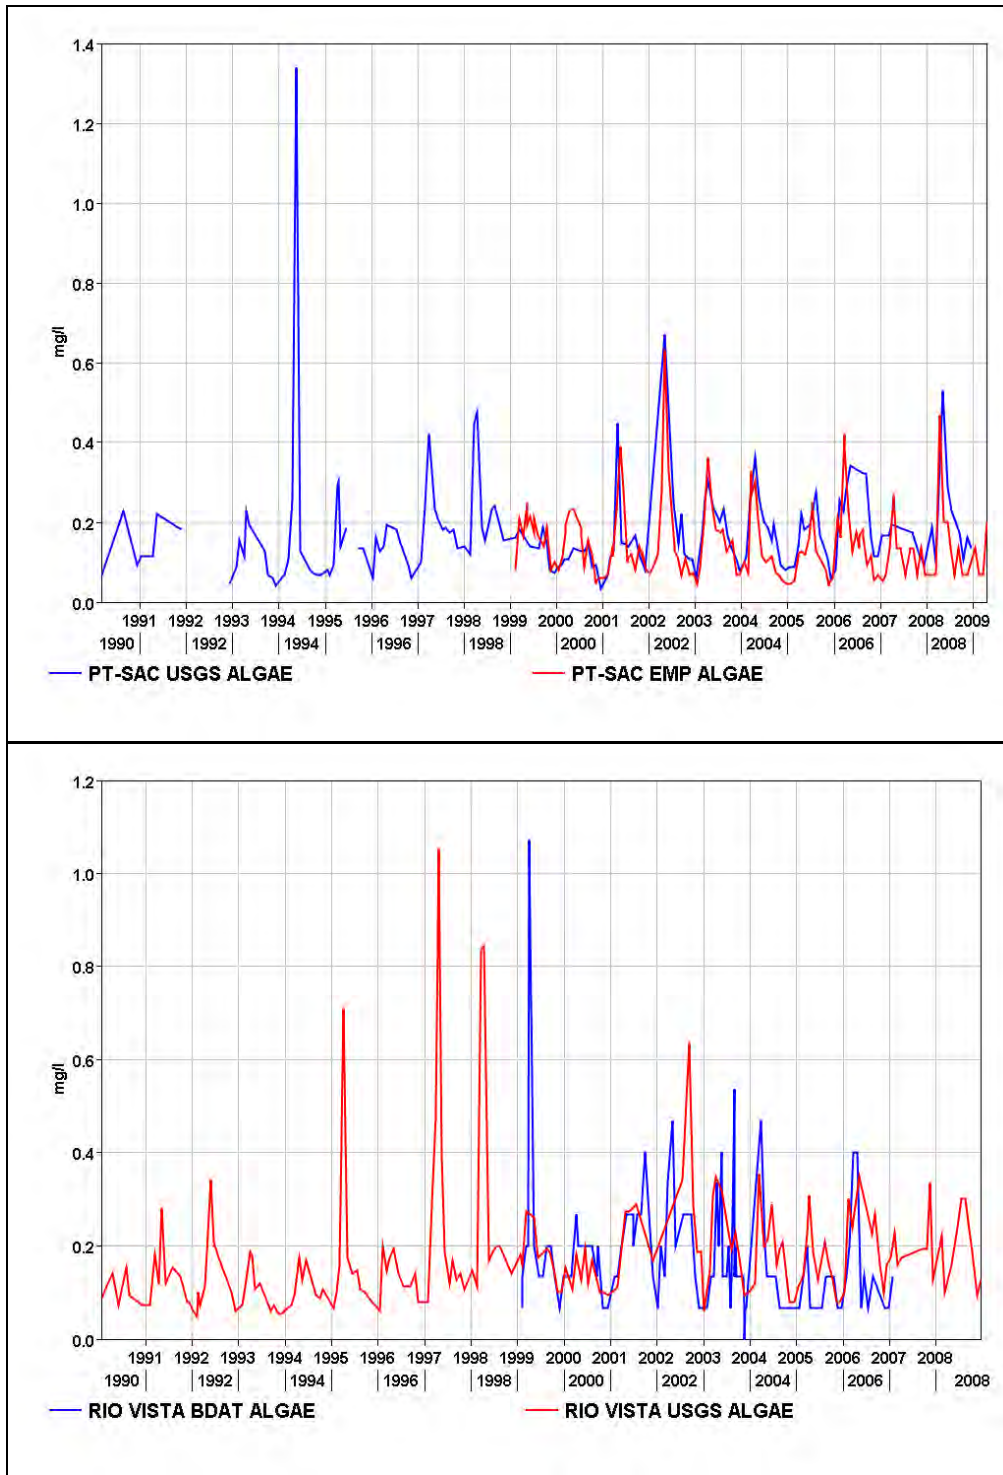 1.4
1.2
1.0
0.8
0.6
0.4
0.2
0.0
mg/l
1991 1992 1993 1994 1995 1996 1997 1998 1999 2000 2001 2002 2003 2004 2005 2006 2007 2008 2009
1990 1992 1994 1996 1998 2000 2002 2004 2006 2008
PT-SAC USGS ALGAE PT-SAC EMP ALGAE
1.2
1.0
0.8
0.6
0.4
0.2
0.0
mg/l
1991 1992 1993 1994 1995 1996 1997 1998 1999 2000 2001 2002 2003 2004 2005 2006 2007 2008
1990 1992 1994 1996 1998 2000 2002 2004 2006 2008
RIO VISTA BDAT ALGAE RIO VISTA USGS ALGAE